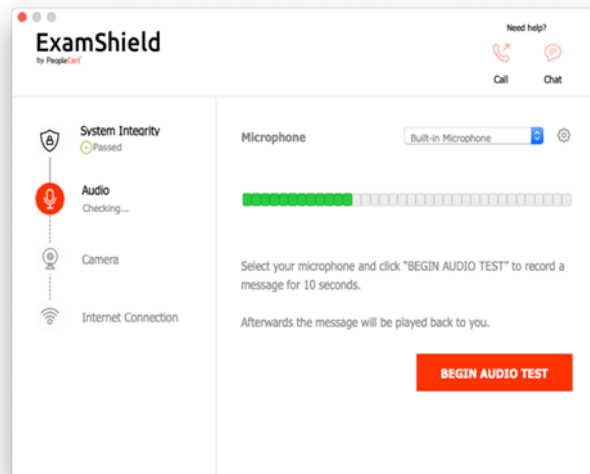 ExamShield
by PeopleCert
Need help?
Call
Chat
System Integrity
Passed
Audio
Checking...
Camera
Internet Connection
Microphone
Built-in Microphone
Select your microphone and click "BEGIN AUDIO TEST" to record a
message for 10 seconds.
Afterwards the message will be played back to you.
BEGIN AUDIO TEST